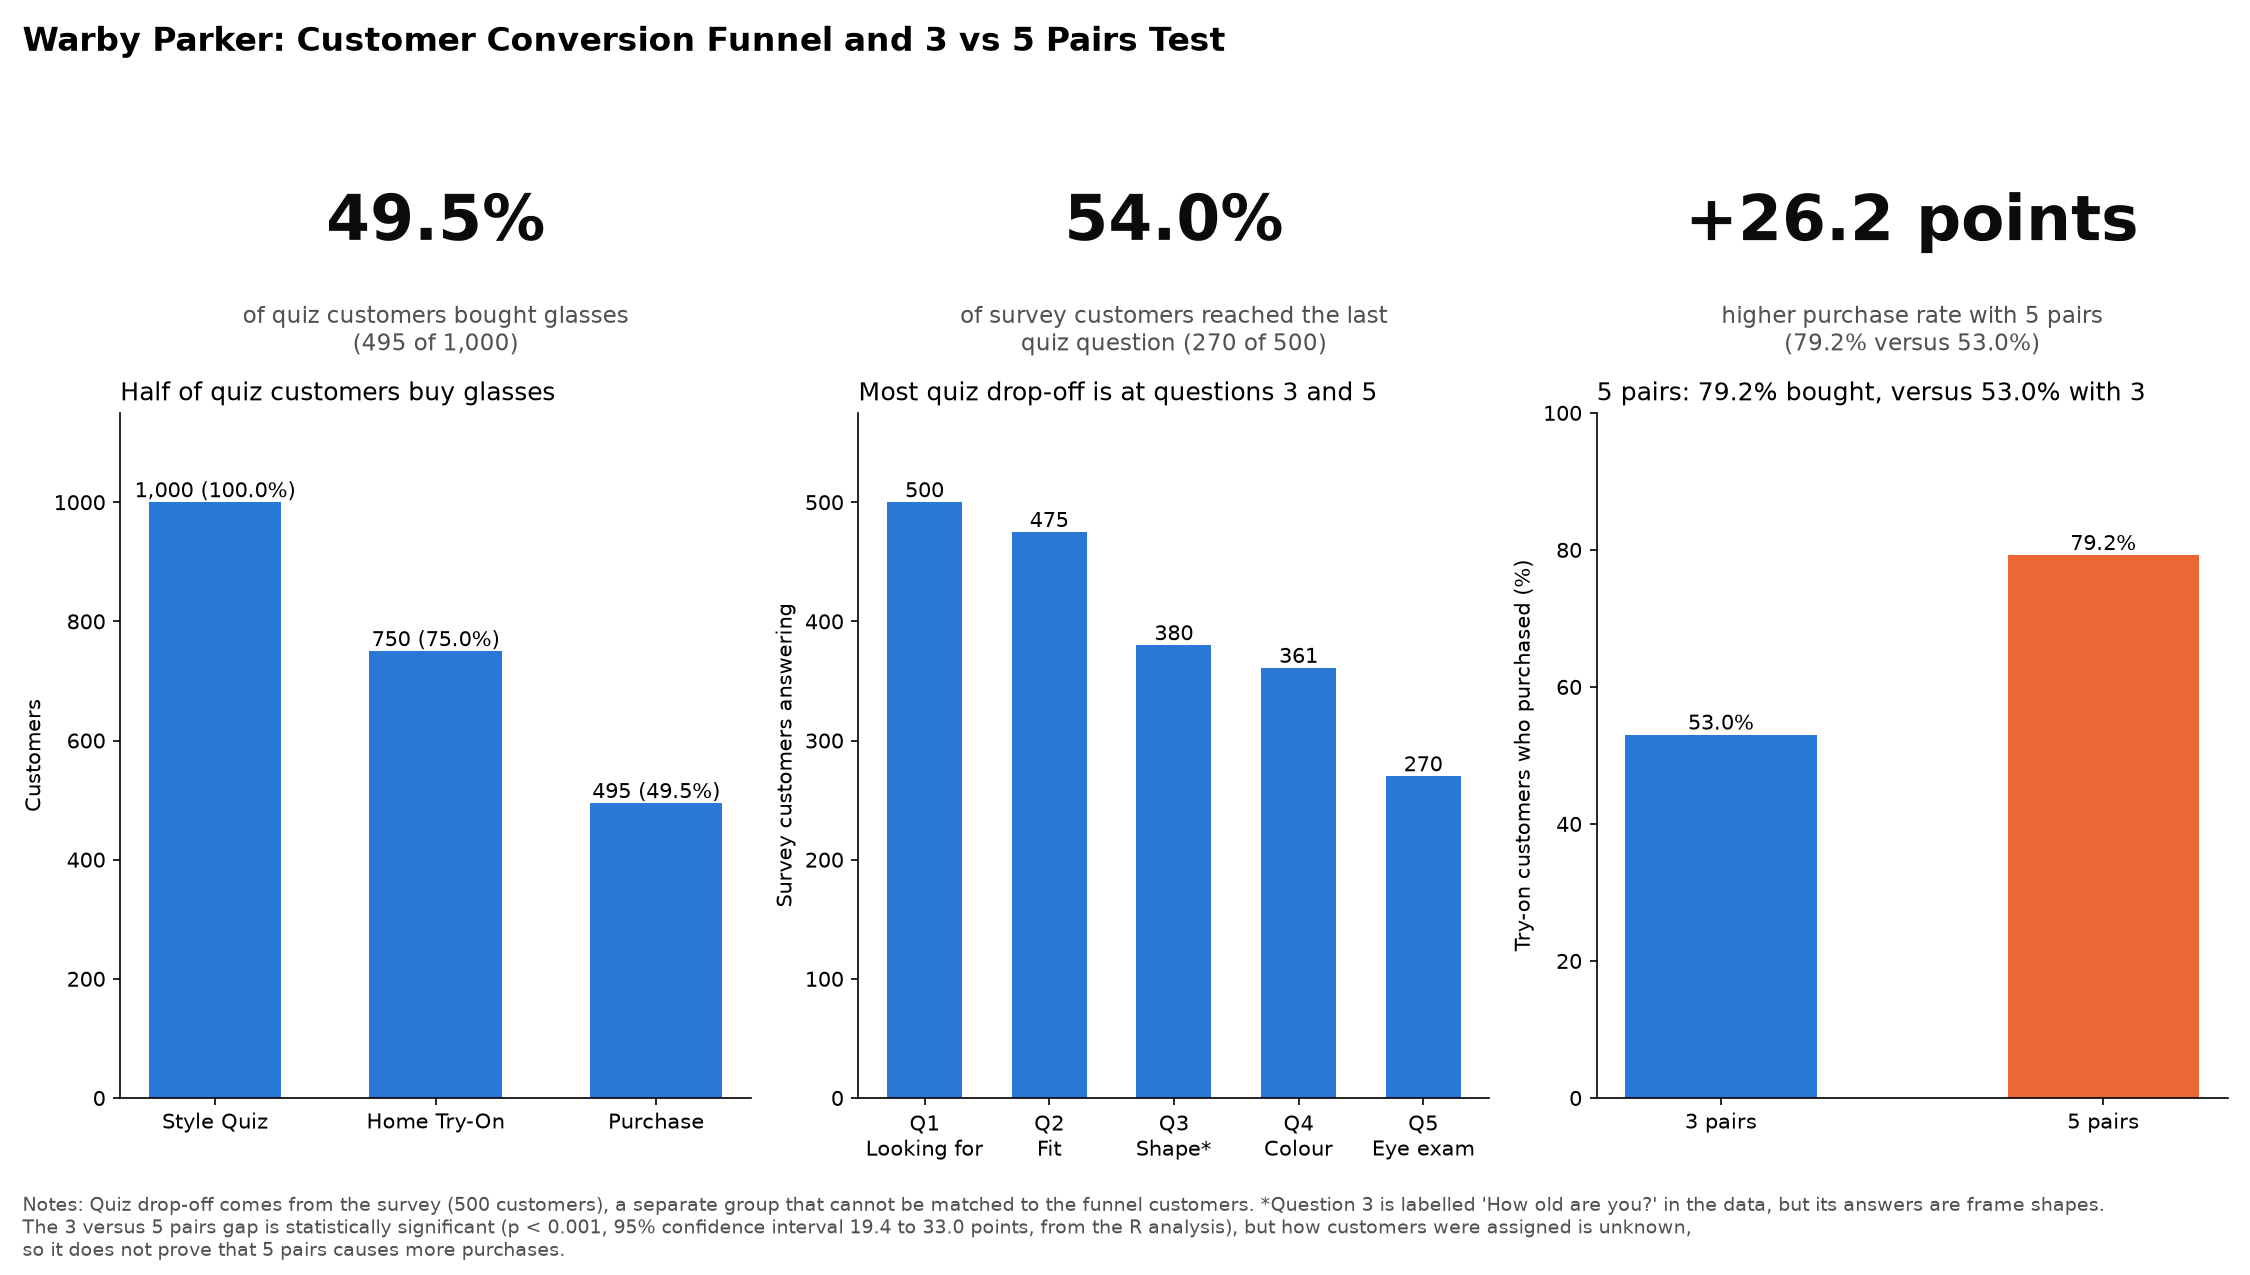 Warby Parker: Customer Conversion Funnel and 3 vs 5 Pairs Test
49.5%
of quiz customers bought glasses
(495 of 1,000)
54.0%
of survey customers reached the last
quiz question (270 of 500)
+26.2 points
higher purchase rate with 5 pairs
(79.2% versus 53.0%)
Half of quiz customers buy glasses
Customers
1000
800
600
400
200
0
1,000 (100.0%)
750 (75.0%)
495 (49.5%)
Style Quiz
Home Try-On
Purchase
Most quiz drop-off is at questions 3 and 5
Survey customers answering
500
400
300
200
100
0
500
475
380
361
270
Q1
Looking for
Q2
Fit
Q3
Shape*
Q4
Colour
Q5
Eye exam
5 pairs: 79.2% bought, versus 53.0% with 3
Try-on customers who purchased (%)
100
80
60
40
20
0
53.0%
79.2%
3 pairs
5 pairs
Notes: Quiz drop-off comes from the survey (500 customers), a separate group that cannot be matched to the funnel customers. *Question 3 is labelled 'How old are you?' in the data, but its answers are frame shapes.
The 3 versus 5 pairs gap is statistically significant (p < 0.001, 95% confidence interval 19.4 to 33.0 points, from the R analysis), but how customers were assigned is unknown,
so it does not prove that 5 pairs causes more purchases.